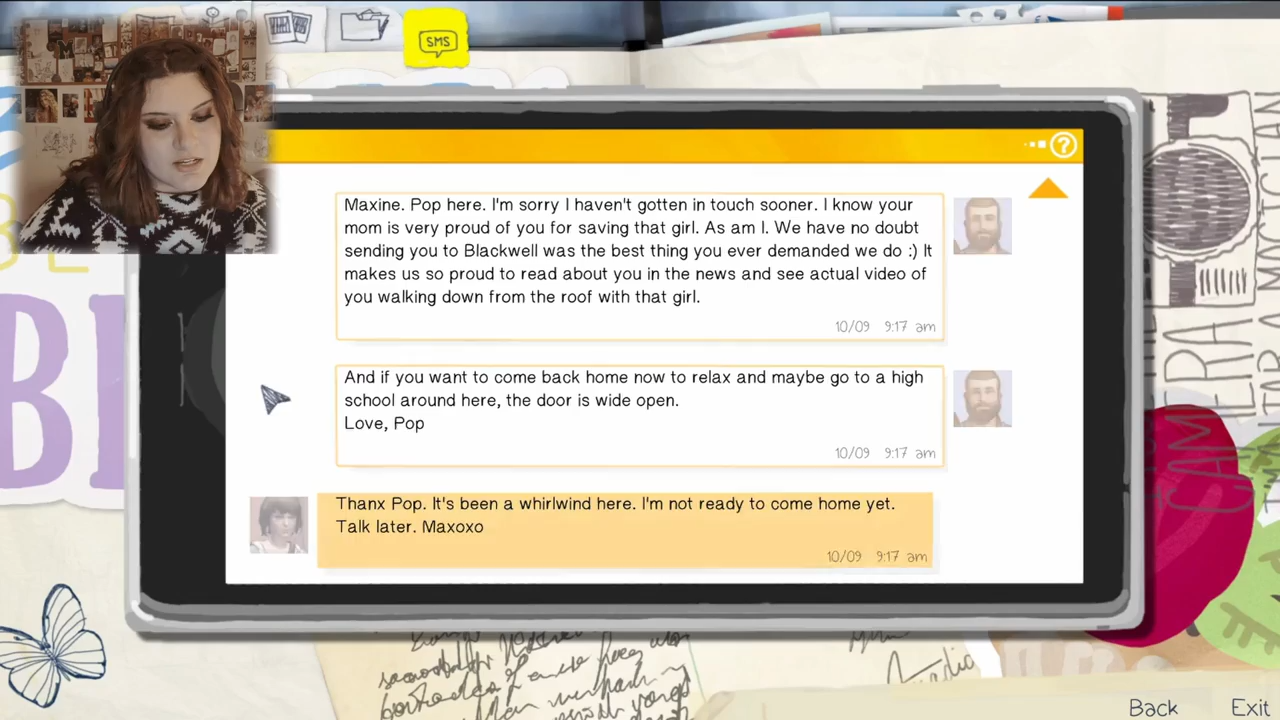 SMS
?
Maxine. Pop here. I'm sorry I haven't gotten in touch sooner. I know your
mom is very proud of you for saving that girl. As am I. We have no doubt
sending you to Blackwell was the best thing you ever demanded we do :) It
makes us so proud to read about you in the news and see actual video of
you walking down from the roof with that girl.
10/09 9:17 am
And if you want to come back home now to relax and maybe go to a high
school around here, the door is wide open.
Love, Pop
10/09 9:17 am
Thanx Pop. It's been a whirlwind here. I'm not ready to come home yet.
Talk later. Maxoxo
10/09 9:17 am
CAMERA
Back Exit